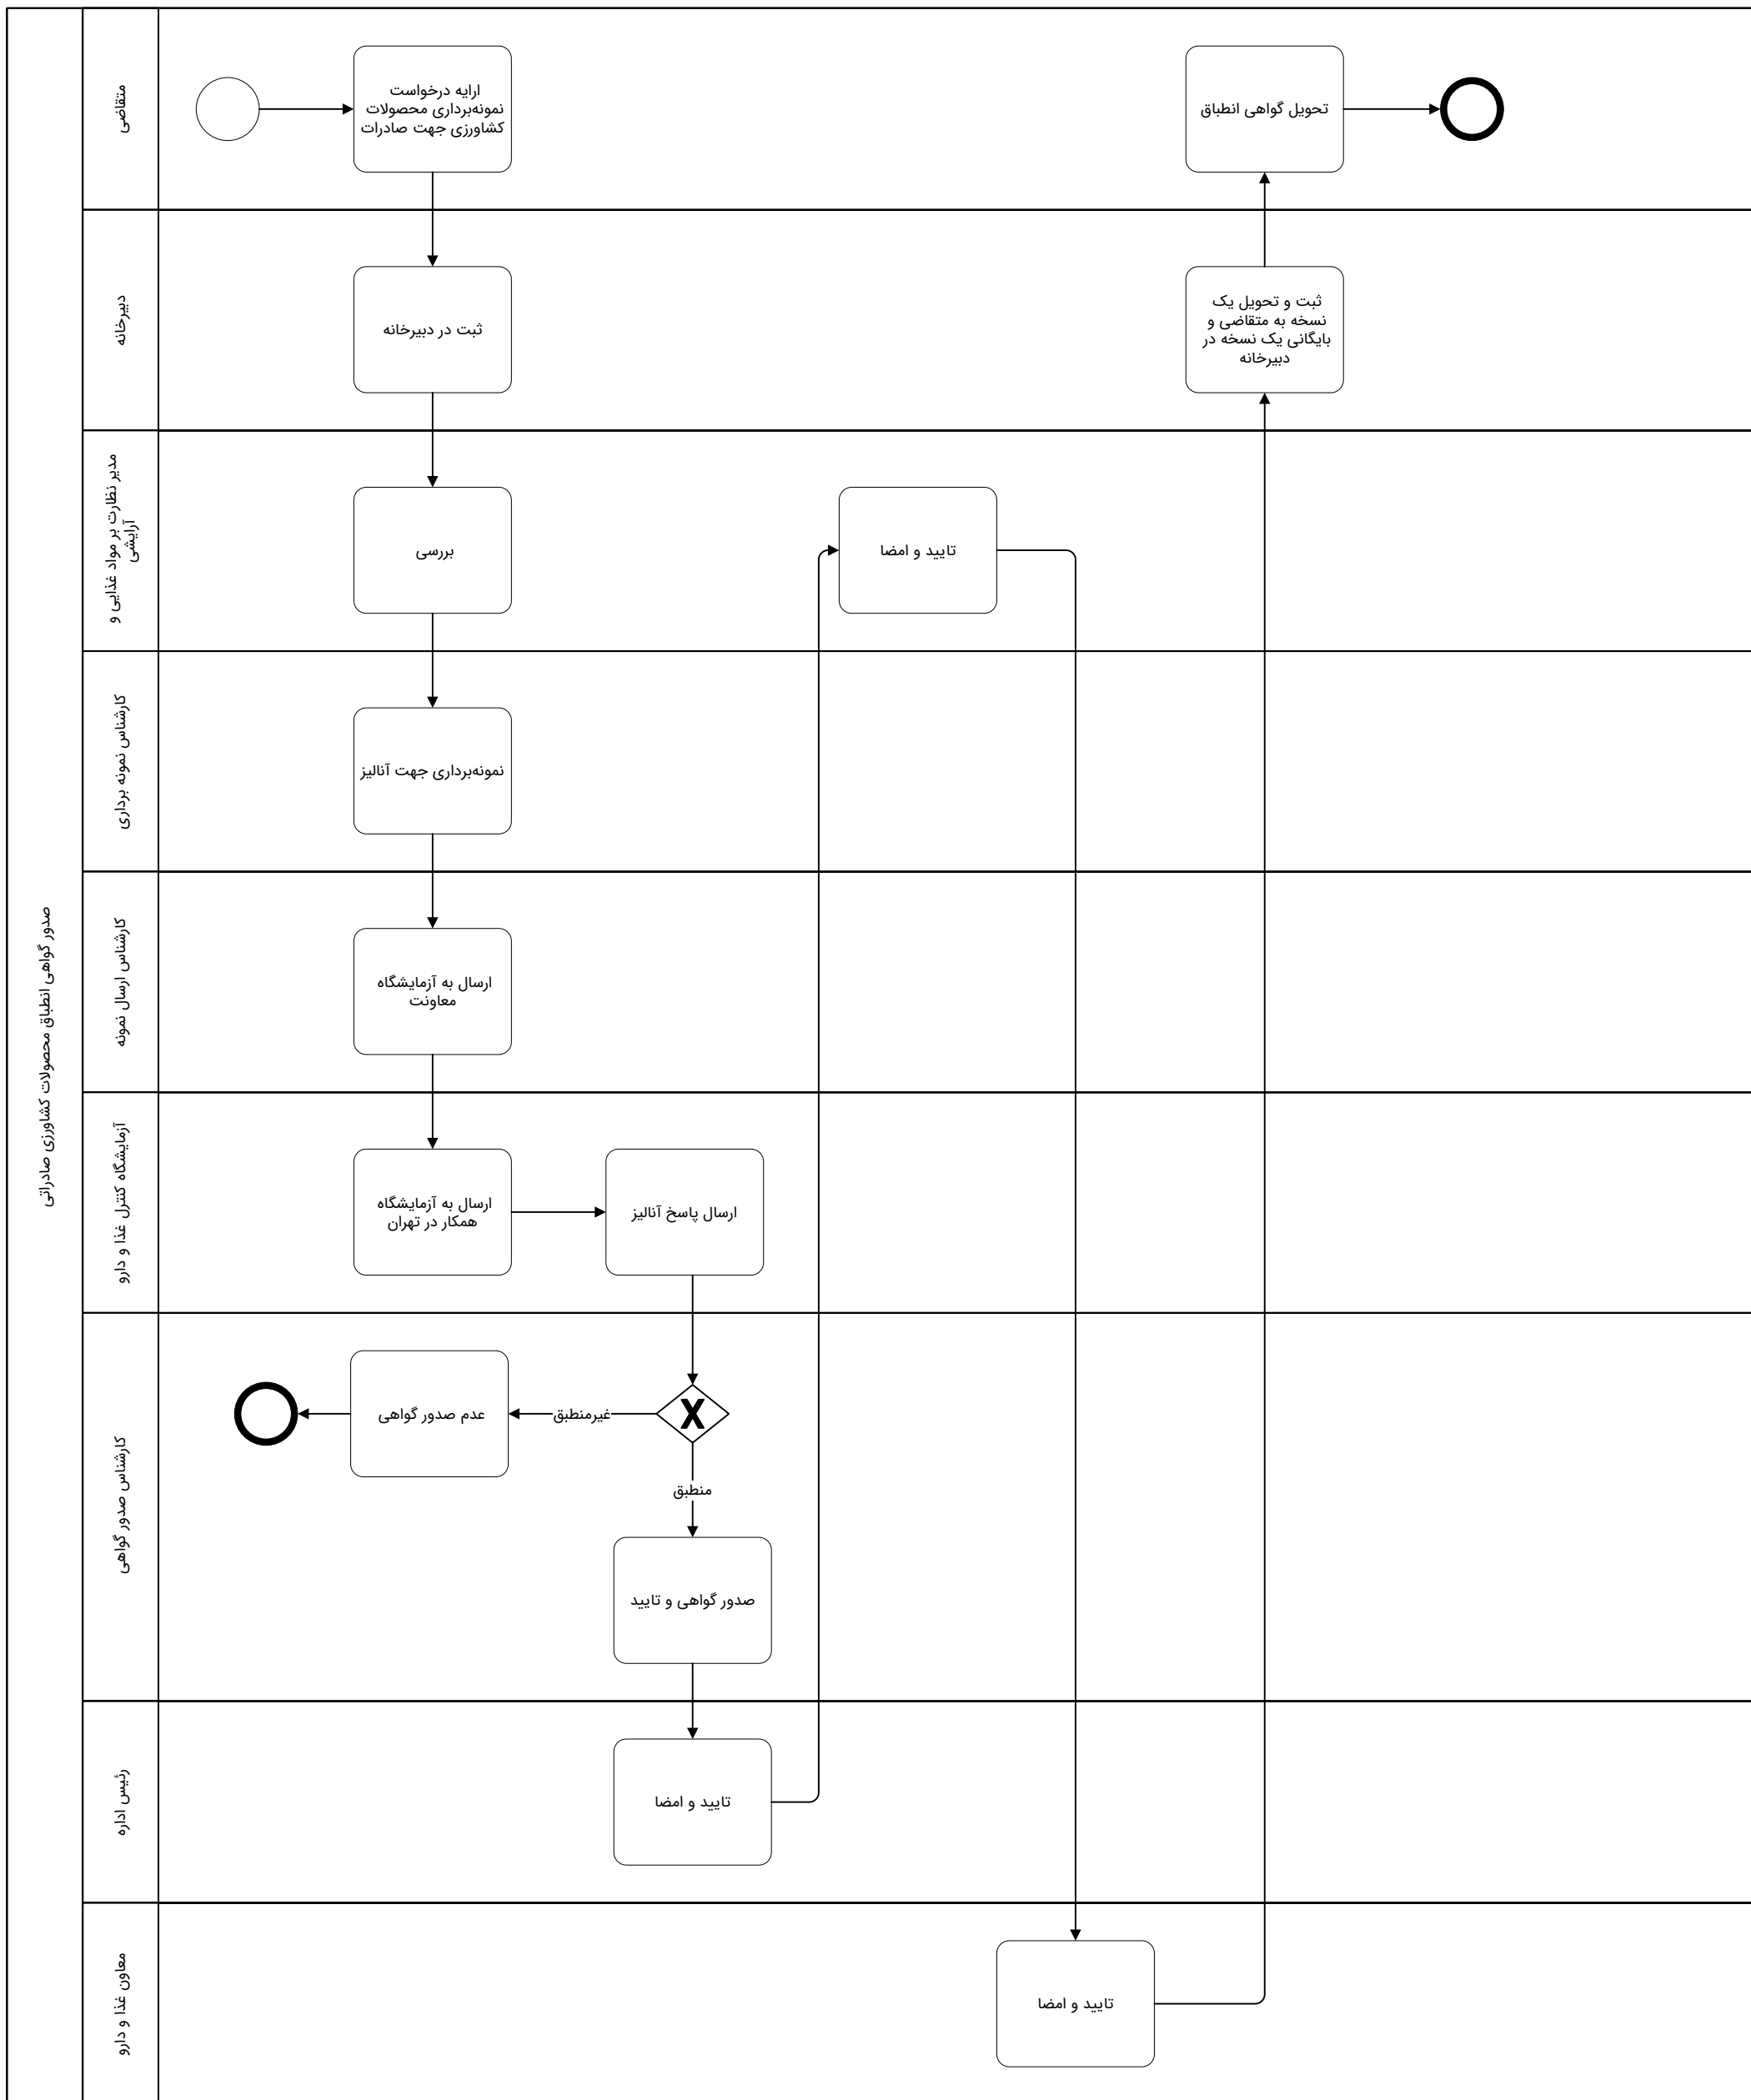 صدور گواهی انطباق محصولات کشاورزی صادراتی
متقاضی
ارایه درخواست
نمونه‌برداری محصولات
کشاورزی جهت صادرات
تحویل گواهی انطباق
دبیرخانه
ثبت در دبیرخانه
ثبت و تحویل یک
نسخه به متقاضی و
بایگانی یک نسخه در
دبیرخانه
مدیر نظارت بر مواد غذایی و
آرایشی
بررسی
تایید و امضا
کارشناس نمونه برداری
نمونه‌برداری جهت آنالیز
کارشناس ارسال نمونه
ارسال به آزمایشگاه
معاونت
آزمایشگاه کنترل غذا و دارو
ارسال به آزمایشگاه
همکار در تهران
ارسال پاسخ آنالیز
کارشناس صدور گواهی
عدم صدور گواهی
غیرمنطبق
منطبق
صدور گواهی و تایید
رئیس اداره
تایید و امضا
معاون غذا و دارو
تایید و امضا